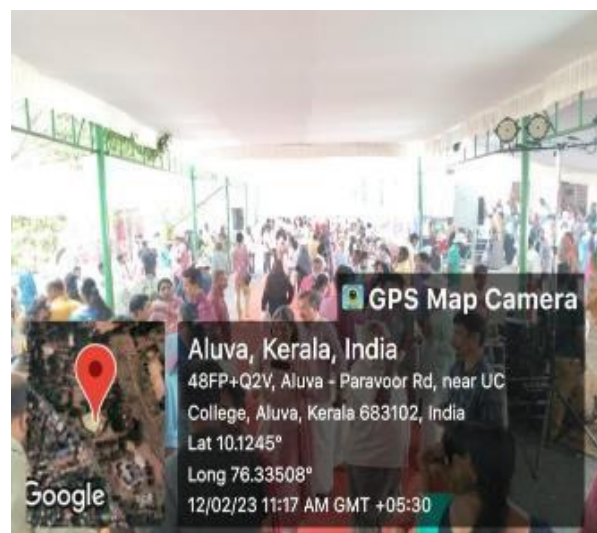 GPS Map Camera
Aluva, Kerala, India
48FP+Q2V, Aluva - Paravoor Rd, near UC
College, Aluva, Kerala 683102, India
Lat 10.1245°
Long 76.33508°
12/02/23 11:17 AM GMT +05:30
Google